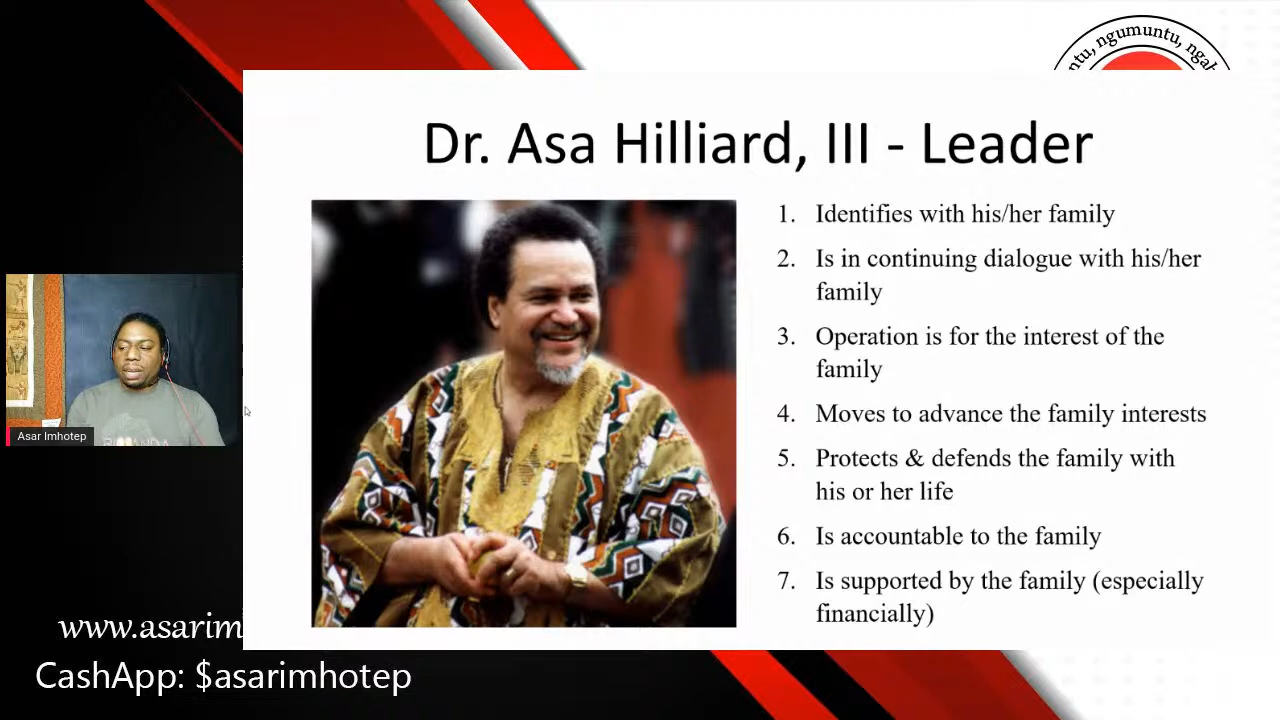 ngumuntu,
Dr. Asa Hilliard, III - Leader
1. Identifies with his/her family
2. Is in continuing dialogue with his/her
family
3. Operation is for the interest of the
family
4. Moves to advance the family interests
5. Protects & defends the family with
his or her life
6. Is accountable to the family
7. Is supported by the family (especially
financially)
Asar Imhotep
www.asarim
CashApp: $asarimhotep